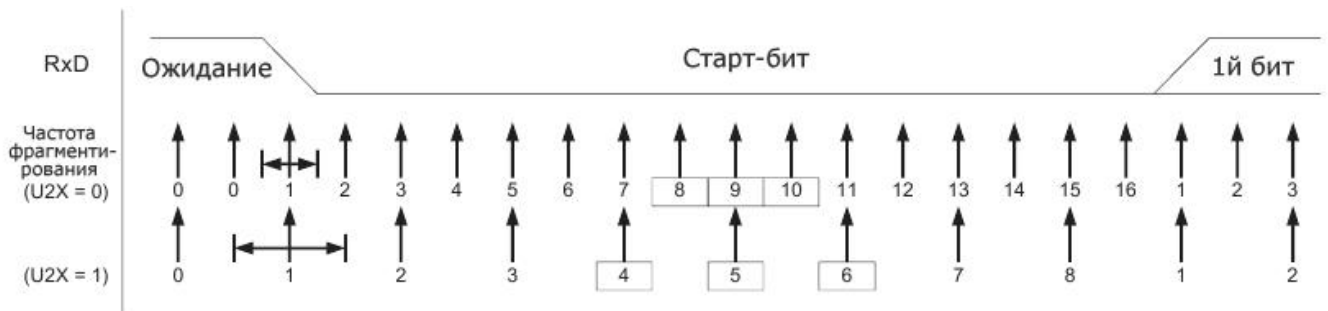 RxD
Ожидание
Старт-бит
1й бит
Частота
фрагменти-
рования
(U2X = 0)
0 0 1 2 3 4 5 6 7 8 9 10 11 12 13 14 15 16 1 2 3
(U2X = 1)
0 1 2 3 4 5 6 7 8 1 2